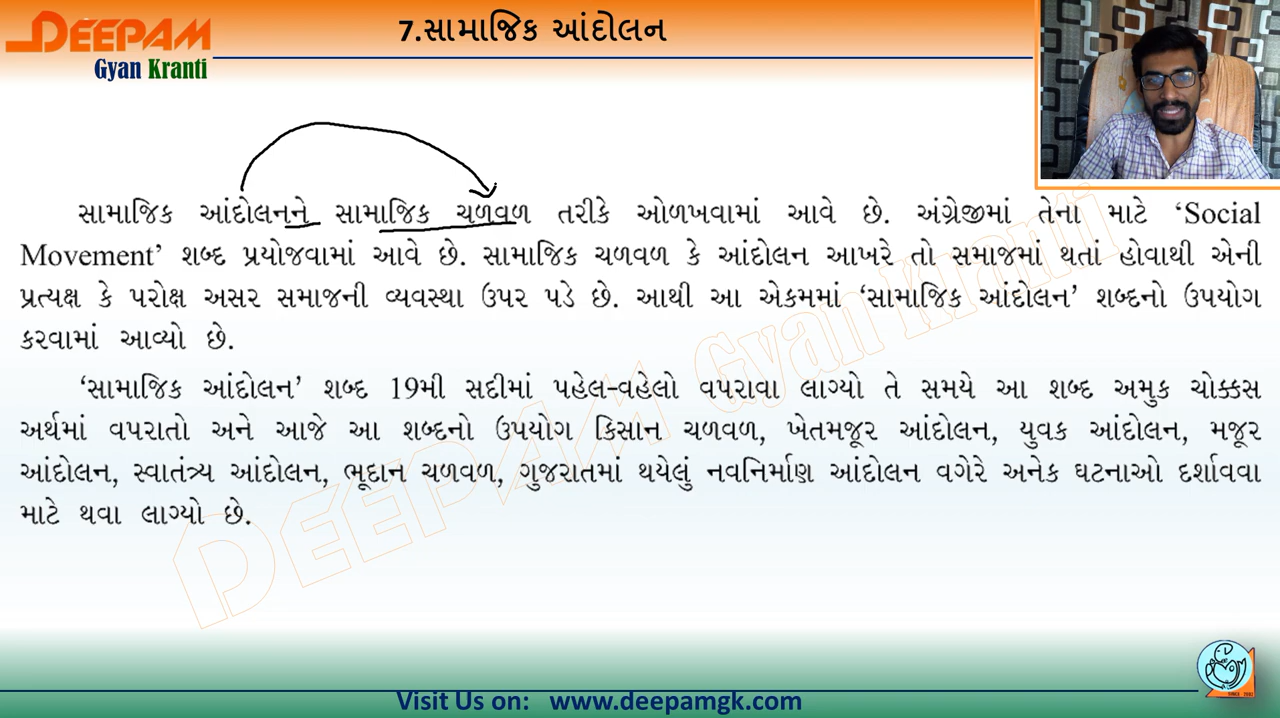 DEEPAM
Gyan Kranti
7.સામાજિક આંદોલન
સામાજિક આંદોલનને સામાજિક ચળવળ તરીકે ઓળખવામાં આવે છે. અંગ્રેજીમાં તેના માટે ‘Social
Movement’ શબ્દ પ્રયોજવામાં આવે છે. સામાજિક ચળવળ કે આંદોલન આખરે તો સમાજમાં થતાં હોવાથી એની
પ્રત્યક્ષ કે પરોક્ષ અસર સમાજની વ્યવસ્થા ઉપર પડે છે. આથી આ એકમમાં ‘સામાજિક આંદોલન’ શબ્દનો ઉપયોગ
કરવામાં આવ્યો છે.
‘સામાજિક આંદોલન’ શબ્દ 19મી સદીમાં પહેલ-વહેલો વપરાવા લાગ્યો તે સમયે આ શબ્દ અમુક ચોક્કસ
અર્થમાં વપરાતો અને આજે આ શબ્દનો ઉપયોગ કિસાન ચળવળ, ખેતમજૂર આંદોલન, યુવક આંદોલન, મજૂર
આંદોલન, સ્વાતંત્ર્ય આંદોલન, ભૂદાન ચળવળ, ગુજરાતમાં થયેલું નવનિર્માણ આંદોલન વગેરે અનેક ઘટનાઓ દર્શાવવા
માટે થવા લાગ્યો છે.
DEEPAM Gyan Kranti
Visit Us on: www.deepamgk.com